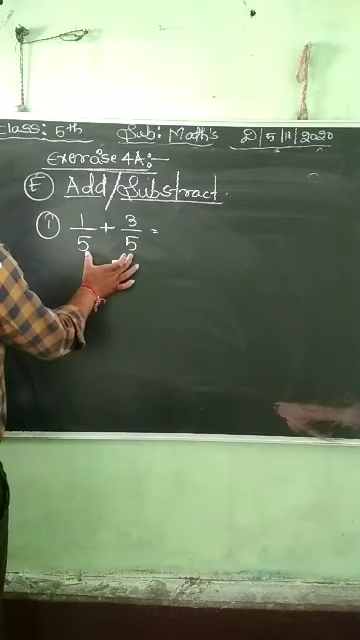 Class: 5th Sub: Math's D/5/11/2020
Exercise 4A:-
E Add/Substract.
1 1/5 + 3/5 =